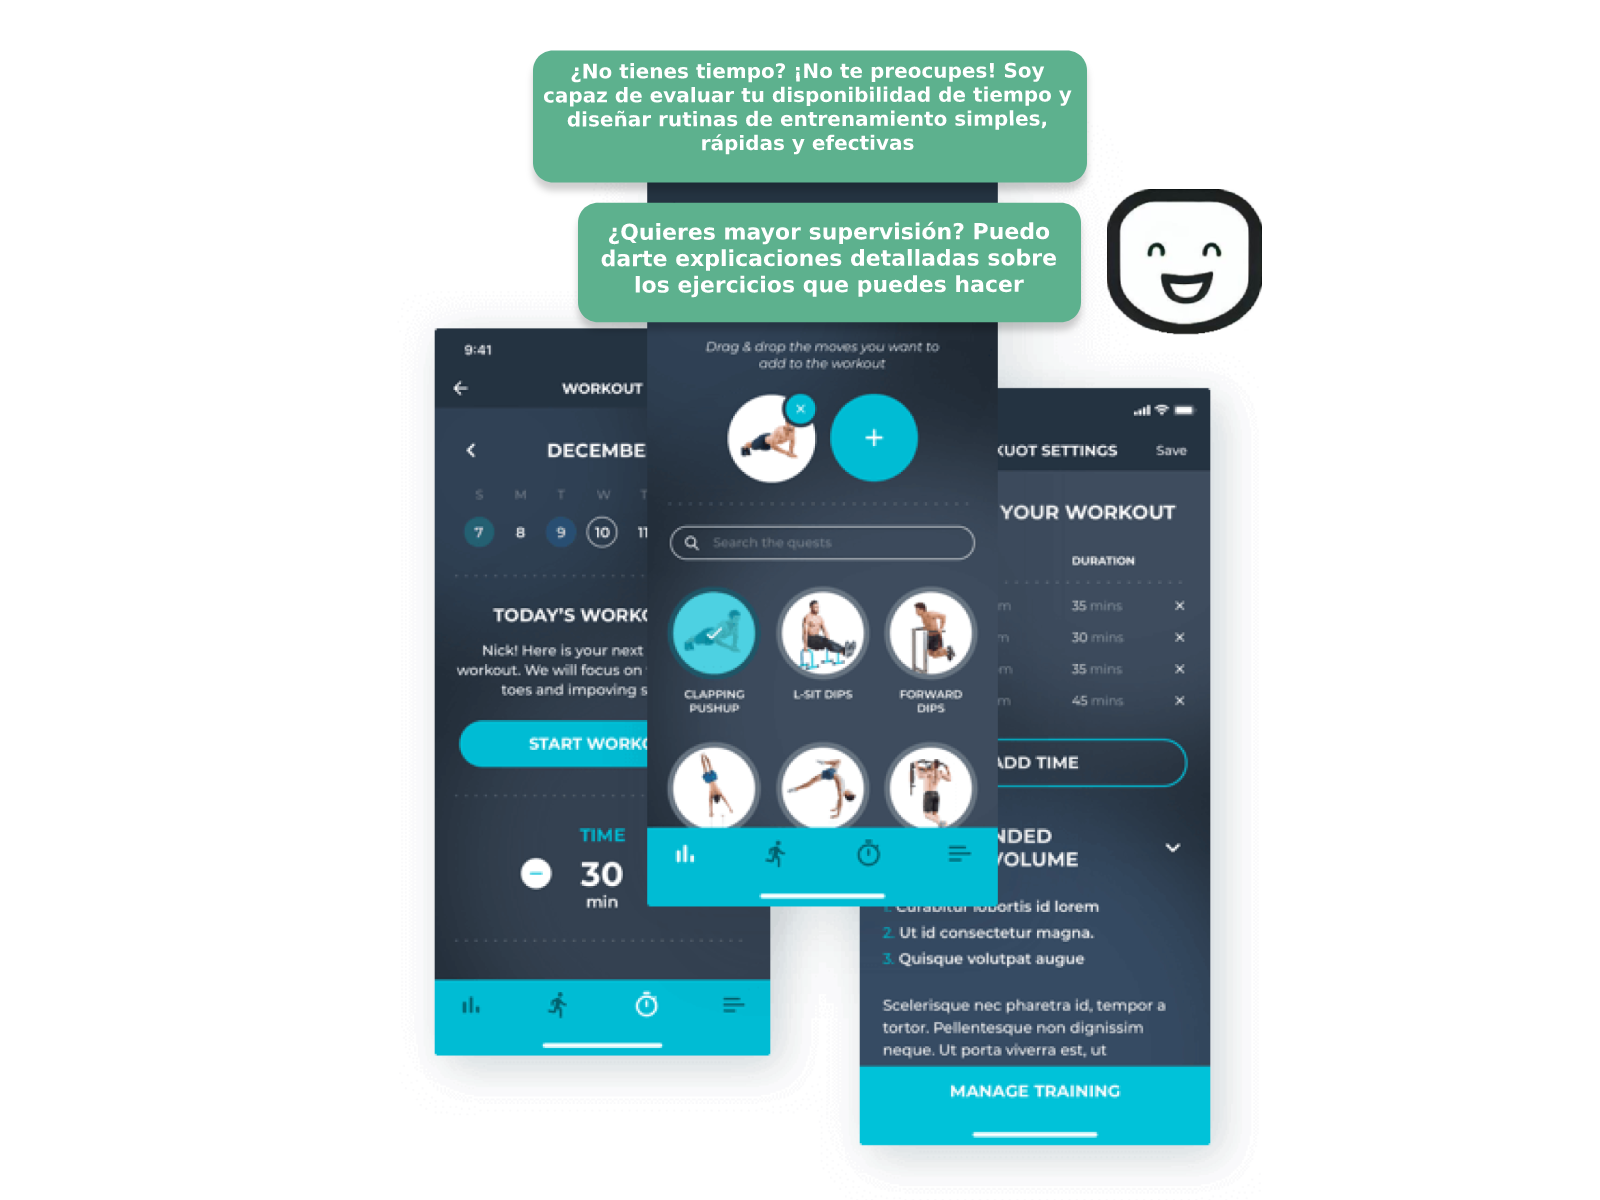 ¿No tienes tiempo? ¡No te preocupes! Soy
capaz de evaluar tu disponibilidad de tiempo y
diseñar rutinas de entrenamiento simples,
rápidas y efectivas
¿Quieres mayor supervisión? Puedo
darte explicaciones detalladas sobre
los ejercicios que puedes hacer
9:41
WORKOUT
DECEMBE
S M T W T
7 8 9 10 11
TODAY'S WORKO
Nick! Here is your next
workout. We will focus on
toes and impoving s
START WORKO
TIME
30
min
Drag & drop the moves you want to
add to the workout
Search the quests
CLAPPING
PUSHUP
L-SIT DIPS
FORWARD
DIPS
KUOT SETTINGS
Save
YOUR WORKOUT
DURATION
m 35 mins
m 30 mins
m 35 mins
m 45 mins
ADD TIME
NDED
VOLUME
1. Curabitur lobortis id lorem
2. Ut id consectetur magna.
3. Quisque volutpat augue
Scelerisque nec pharetra id, tempor a
tortor. Pellentesque non dignissim
neque. Ut porta viverra est, ut
MANAGE TRAINING